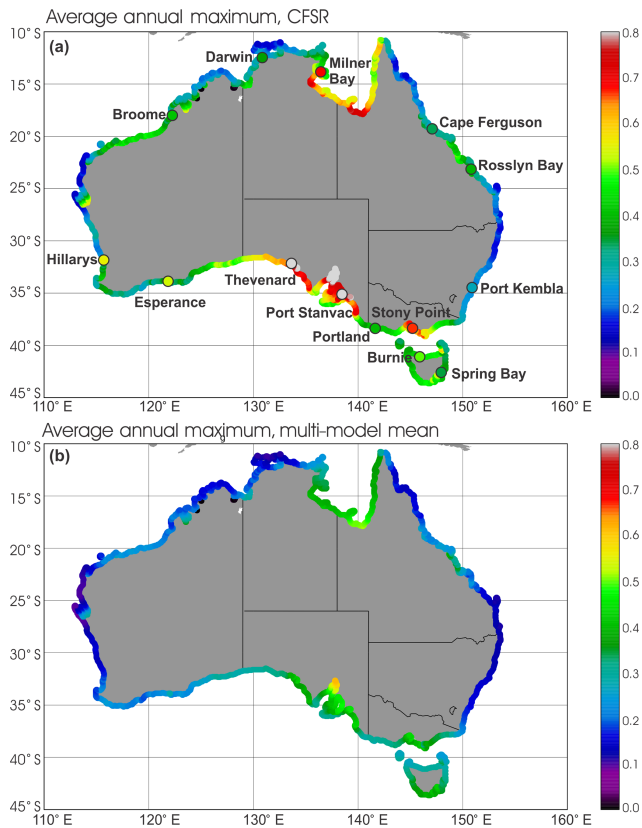 Average annual maximum, CFSR
10° S
(a)
Darwin
Milner
Bay
15° S
Broome
Cape Ferguson
20° S
Rosslyn Bay
25° S
30° S
Hillarys
Thevenard
Esperance
Port Kembla
35° S
Port Stanvac
Stony Point
Portland
40° S
Burnie
Spring Bay
45° S
110° E
120° E
130° E
140° E
150° E
160° E
0.8
0.7
0.6
0.5
0.4
0.3
0.2
0.1
0.0
Average annual maximum, multi-model mean
10° S
(b)
15° S
20° S
25° S
30° S
35° S
40° S
45° S
110° E
120° E
130° E
140° E
150° E
160° E
0.8
0.7
0.6
0.5
0.4
0.3
0.2
0.1
0.0